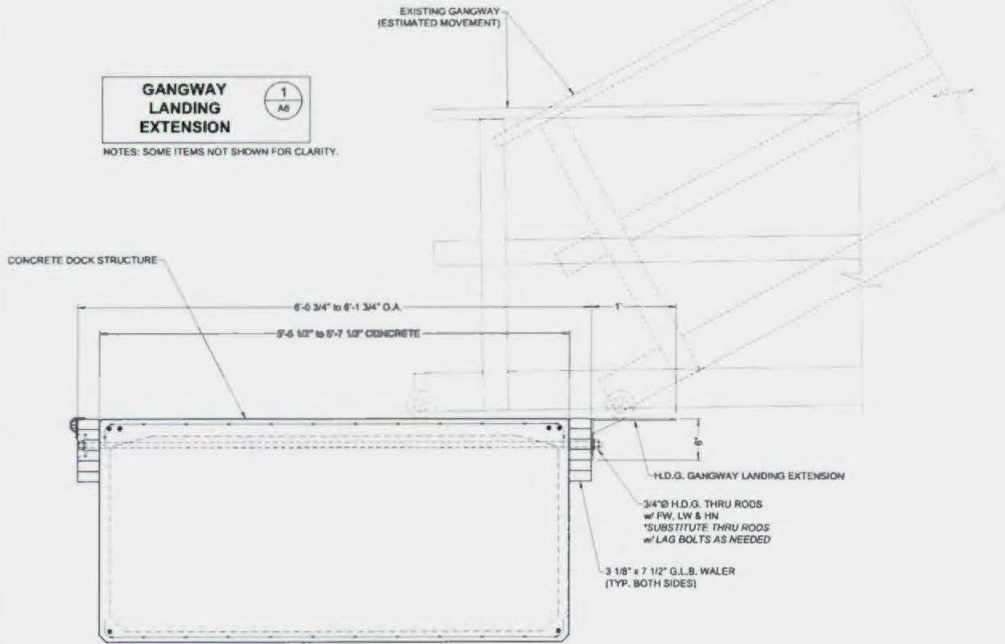 EXISTING GANGWAY
(ESTIMATED MOVEMENT)
GANGWAY
LANDING
EXTENSION
1
A6
NOTES: SOME ITEMS NOT SHOWN FOR CLARITY.
CONCRETE DOCK STRUCTURE
6'-0 3/4" to 6'-1 3/4" O.A.
1'
5'-6 1/2" to 5'-7 1/2" CONCRETE
6"
H.D.G. GANGWAY LANDING EXTENSION
3/4"Ø H.D.G. THRU RODS
w/ FW, LW & HN
*SUBSTITUTE THRU RODS
w/ LAG BOLTS AS NEEDED
3 1/8" x 7 1/2" G.L.B. WALER
(TYP. BOTH SIDES)